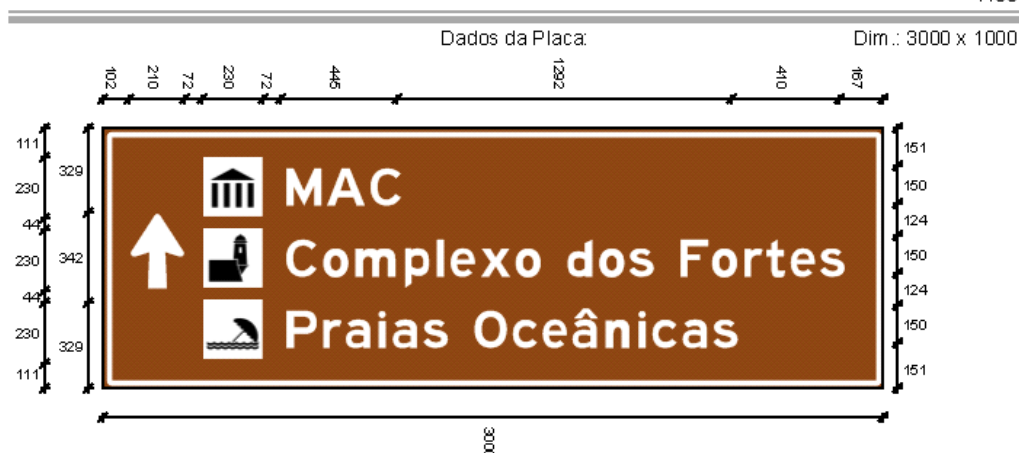 Dados da Placa:
Dim.: 3000 x 1000
102 210 72 230 72 445 1292 410 167
111
329
151
230
MAC
150
44
124
230
342
Complexo dos Fortes
150
44
124
230
329
Praias Oceânicas
150
111
151